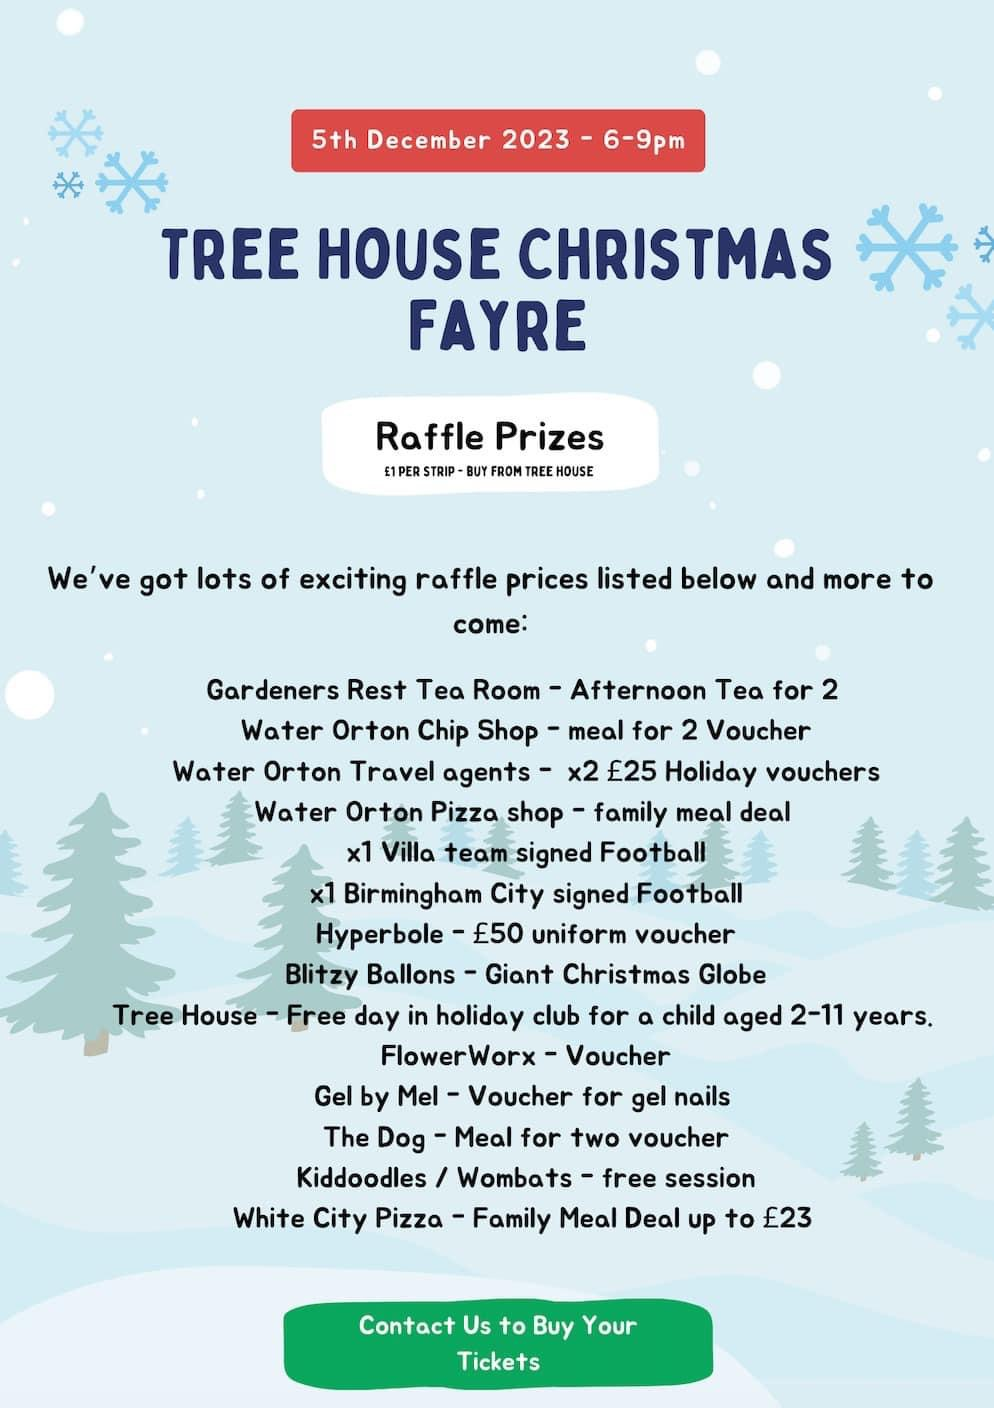 5th December 2023 - 6-9pm
TREE HOUSE CHRISTMAS
FAYRE
Raffle Prizes
£1 PER STRIP - BUY FROM TREE HOUSE
We've got lots of exciting raffle prices listed below and more to
come:
Gardeners Rest Tea Room - Afternoon Tea for 2
Water Orton Chip Shop - meal for 2 Voucher
Water Orton Travel agents - x2 £25 Holiday vouchers
Water Orton Pizza shop - family meal deal
x1 Villa team signed Football
x1 Birmingham City signed Football
Hyperbole - £50 uniform voucher
Blitzy Ballons - Giant Christmas Globe
Tree House - Free day in holiday club for a child aged 2-11 years.
FlowerWorx - Voucher
Gel by Mel - Voucher for gel nails
The Dog - Meal for two voucher
Kiddoodles / Wombats - free session
White City Pizza - Family Meal Deal up to £23
Contact Us to Buy Your
Tickets